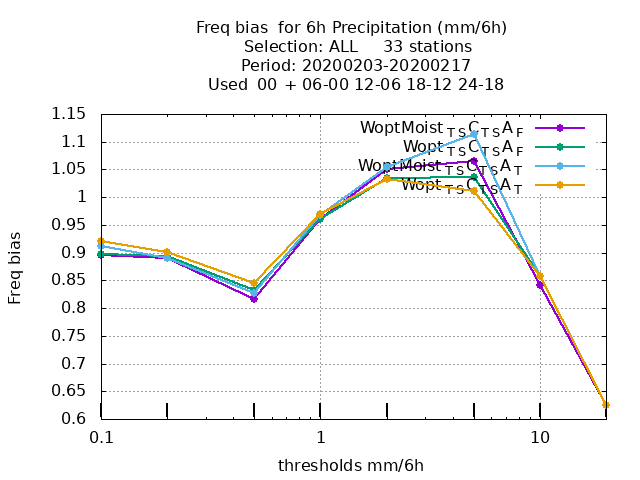 Freq bias  for 6h Precipitation (mm/6h)
Selection: ALL     33 stations
Period: 20200203-20200217
Used  00 + 06-00 12-06 18-12 24-18
1.15
1.1
1.05
1
0.95
0.9
0.85
0.8
0.75
0.7
0.65
0.6
Freq bias
WoptMoist TS C TS A F
Wopt TS C TS A F
WoptMoist TS C TS A T
Wopt TS C TS A T
0.1
1
10
thresholds mm/6h